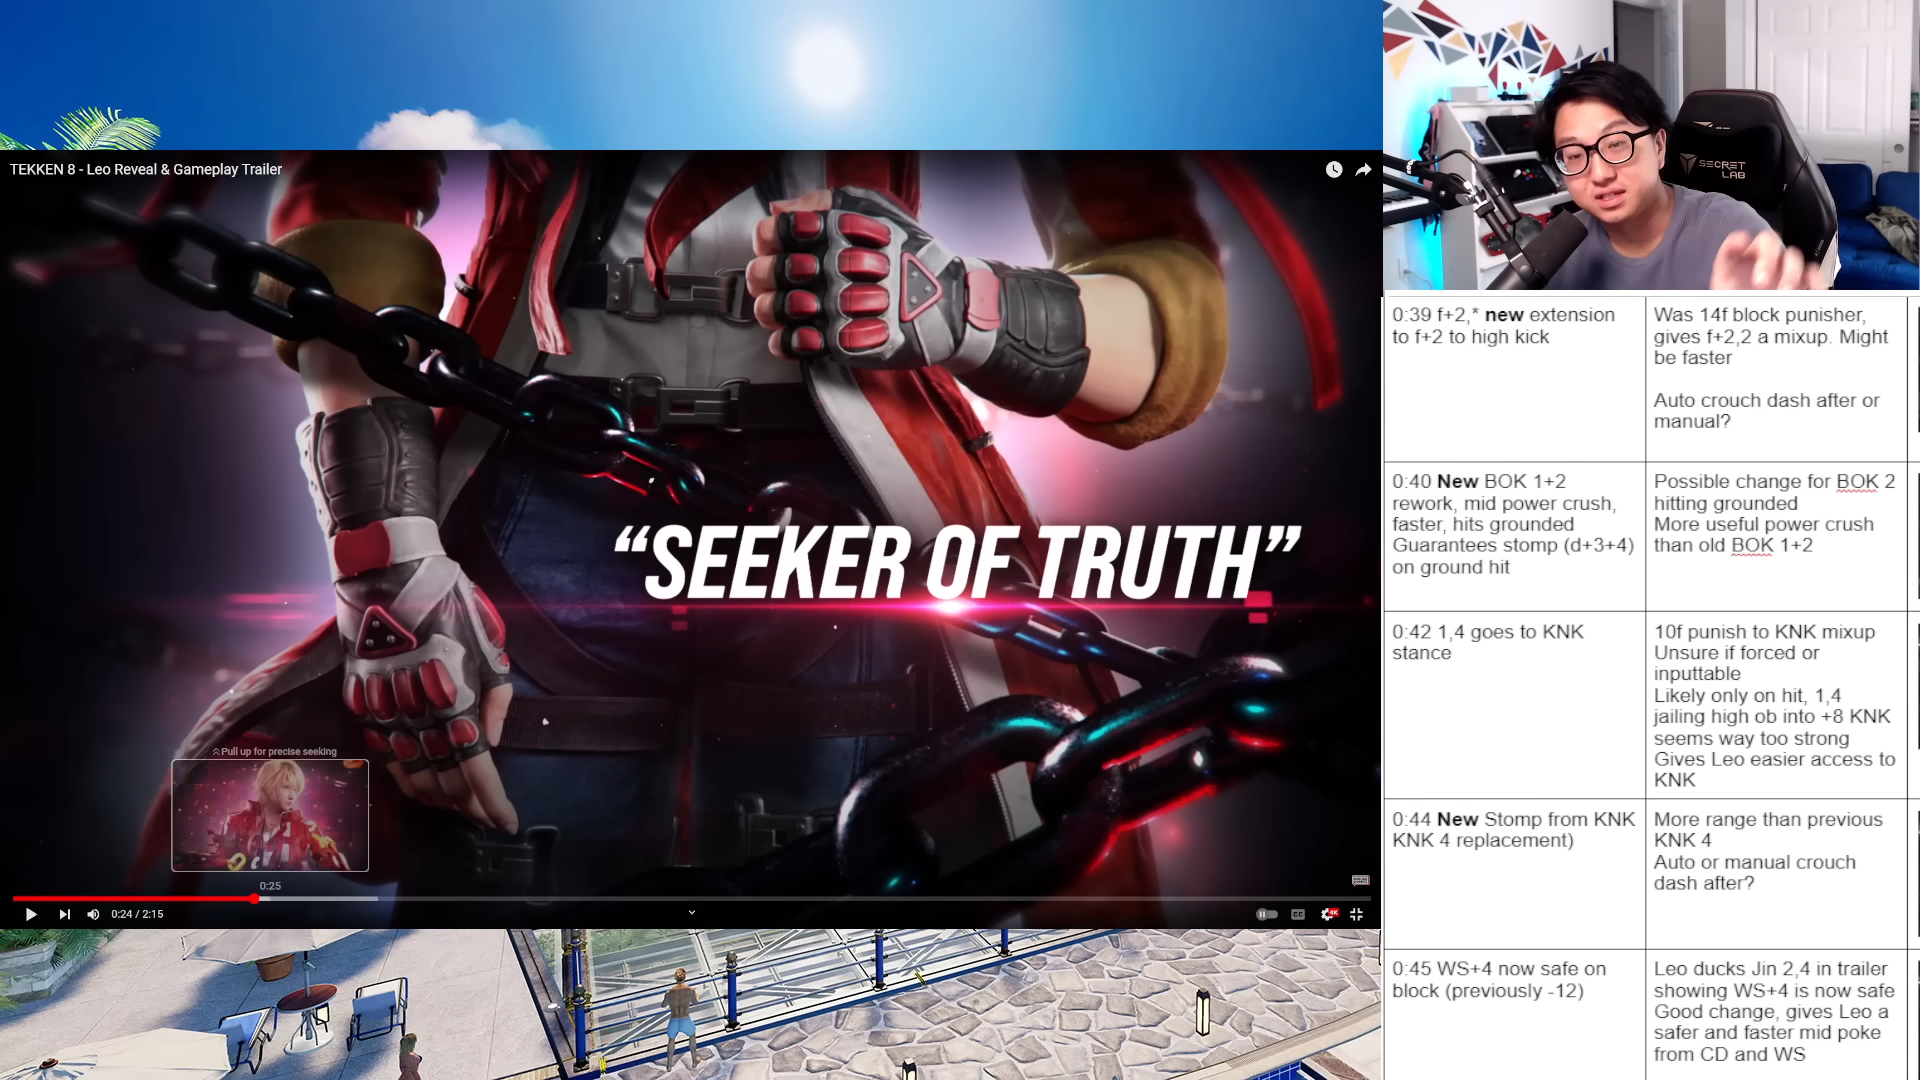 TEKKEN 8 - Leo Reveal & Gameplay Trailer
SECRET
LAB
“SEEKER OF TRUTH”
Pull up for precise seeking
0:25
0:24 / 2:15
CC
4K
0:39 f+2,* new extension
to f+2 to high kick
Was 14f block punisher,
gives f+2,2 a mixup. Might
be faster
Auto crouch dash after or
manual?
0:40 New BOK 1+2
rework, mid power crush,
faster, hits grounded
Guarantees stomp (d+3+4)
on ground hit
Possible change for BOK 2
hitting grounded
More useful power crush
than old BOK 1+2
0:42 1,4 goes to KNK
stance
10f punish to KNK mixup
Unsure if forced or
inputtable
Likely only on hit, 1,4
jailing high ob into +8 KNK
seems way too strong
Gives Leo easier access to
KNK
0:44 New Stomp from KNK
KNK 4 replacement)
More range than previous
KNK 4
Auto or manual crouch
dash after?
0:45 WS+4 now safe on
block (previously -12)
Leo ducks Jin 2,4 in trailer
showing WS+4 is now safe
Good change, gives Leo a
safer and faster mid poke
from CD and WS